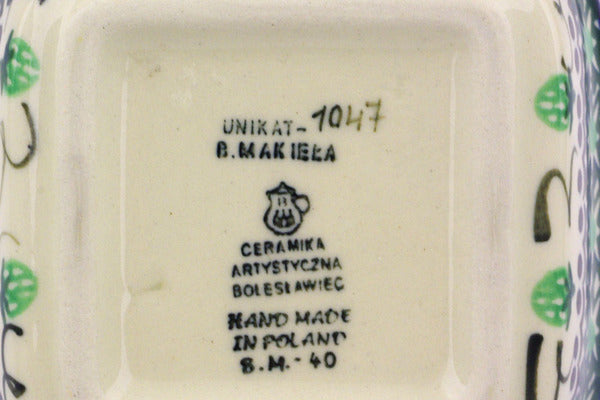 UNIKAT-1047
B.MAKIEŁA
B
CERAMIKA
ARTYSTYCZNA
BOLESŁAWIEC
HAND MADE
IN POLAND
B.M.-40